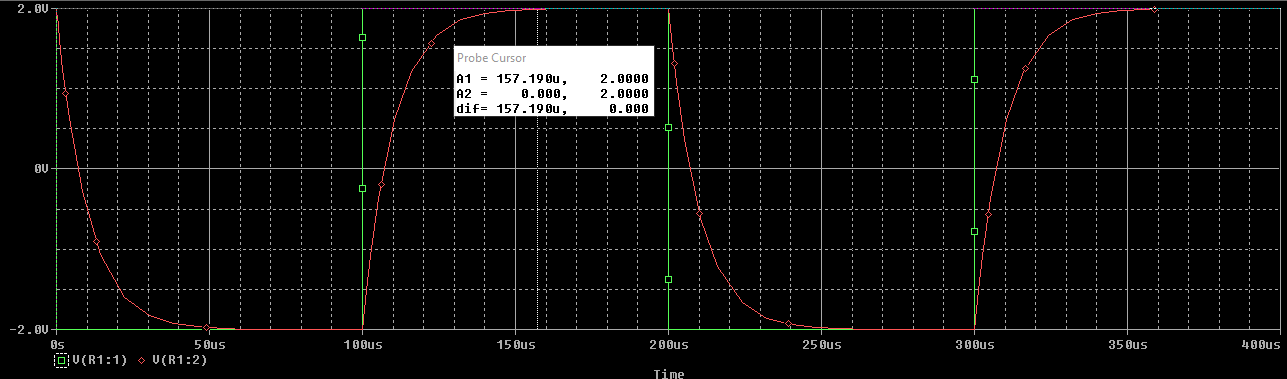 2.0V
Probe Cursor
A1 = 157.190u, 2.0000
A2 = 0.000, 2.0000
dif= 157.190u, 0.000
0V
-2.0V
0s 50us 100us 150us 200us 250us 300us 350us 400us
V(R1:1) V(R1:2)
Time